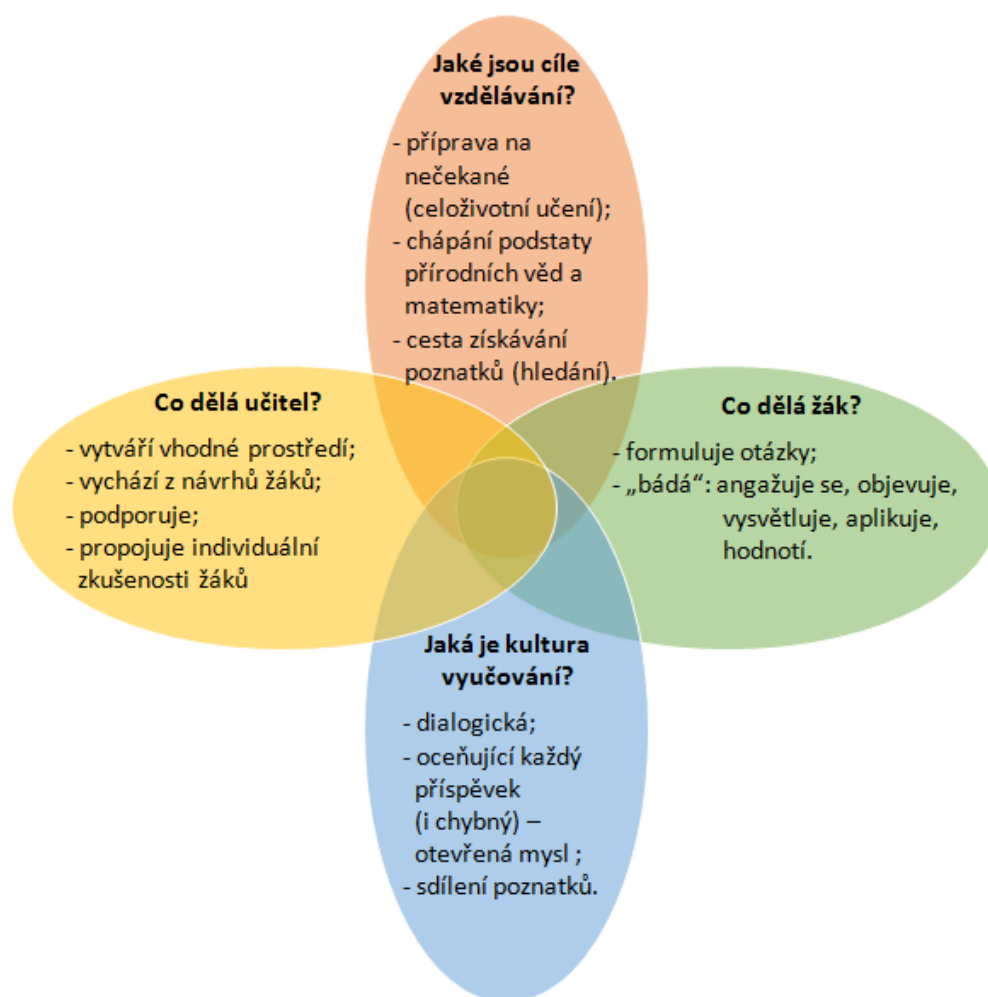 Jaké jsou cíle
vzdělávání?
- příprava na
nečekané
(celoživotní učení);
- chápání podstaty
přírodních věd a
matematiky;
- cesta získávání
poznatků (hledání).
Co dělá učitel?
- vytváří vhodné prostředí;
- vychází z návrhů žáků;
- podporuje;
- propojuje individuální
zkušenosti žáků
Co dělá žák?
- formuluje otázky;
- „bádá“: angažuje se, objevuje,
vysvětluje, aplikuje,
hodnotí.
Jaká je kultura
vyučování?
- dialogická;
- oceňující každý
příspěvek
(i chybný) –
otevřená mysl ;
- sdílení poznatků.